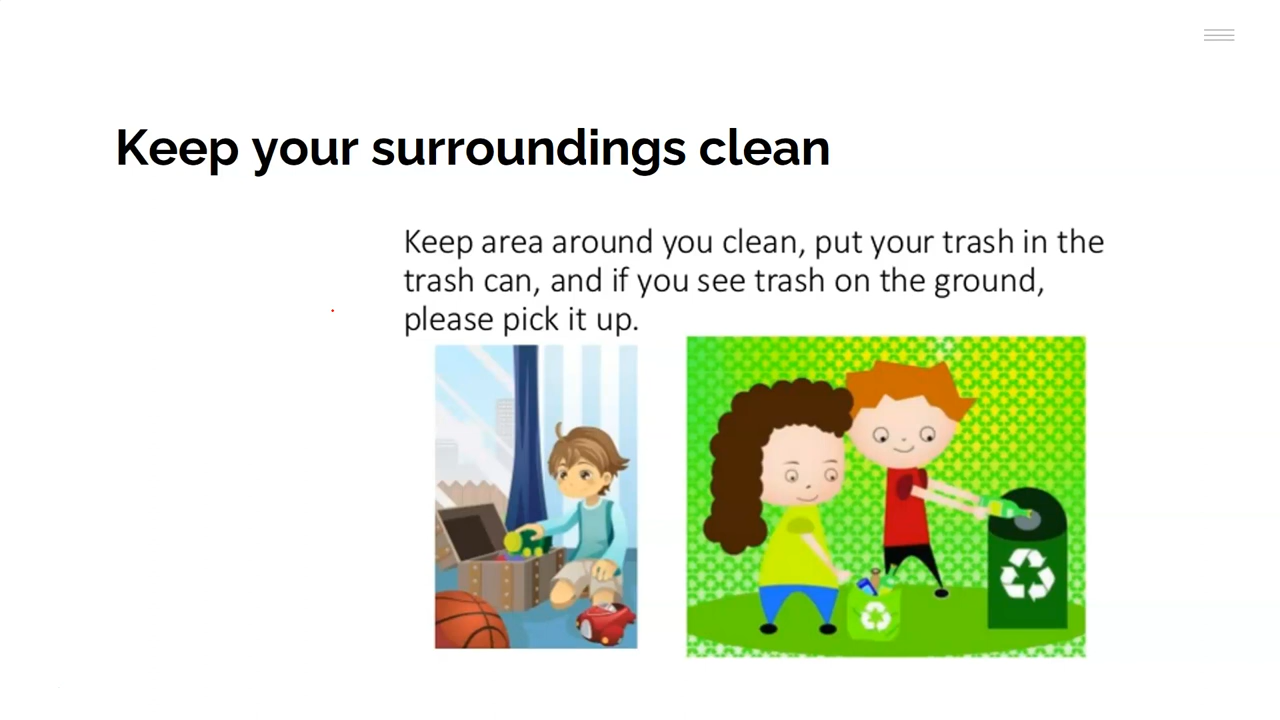 Keep your surroundings clean
Keep area around you clean, put your trash in the
trash can, and if you see trash on the ground,
please pick it up.